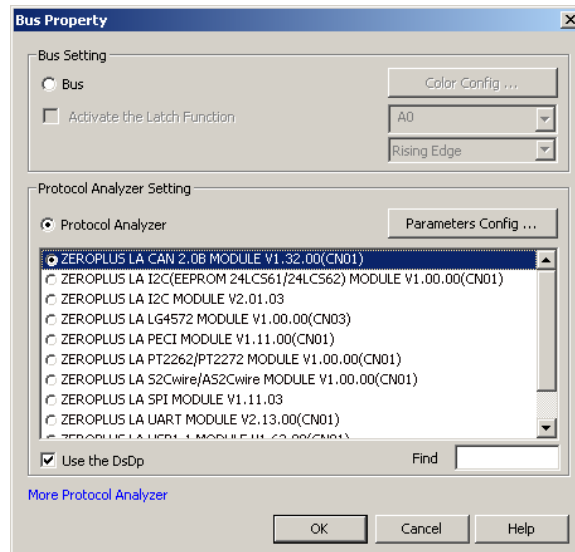 Bus Property
Bus Setting
Bus
Color Config ...
Activate the Latch Function
A0
Rising Edge
Protocol Analyzer Setting
Protocol Analyzer
Parameters Config ...
ZEROPLUS LA CAN 2.0B MODULE V1.32.00(CN01)
ZEROPLUS LA I2C(EEPROM 24LCS61/24LCS62) MODULE V1.00.00(CN01)
ZEROPLUS LA I2C MODULE V2.01.03
ZEROPLUS LA LG4572 MODULE V1.00.00(CN03)
ZEROPLUS LA PECI MODULE V1.11.00(CN01)
ZEROPLUS LA PT2262/PT2272 MODULE V1.00.00(CN01)
ZEROPLUS LA S2Cwire/AS2Cwire MODULE V1.00.00(CN01)
ZEROPLUS LA SPI MODULE V1.11.03
ZEROPLUS LA UART MODULE V2.13.00(CN01)
ZEROPLUS LA USB1.1 MODULE
Use the DsDp
Find
More Protocol Analyzer
OK
Cancel
Help